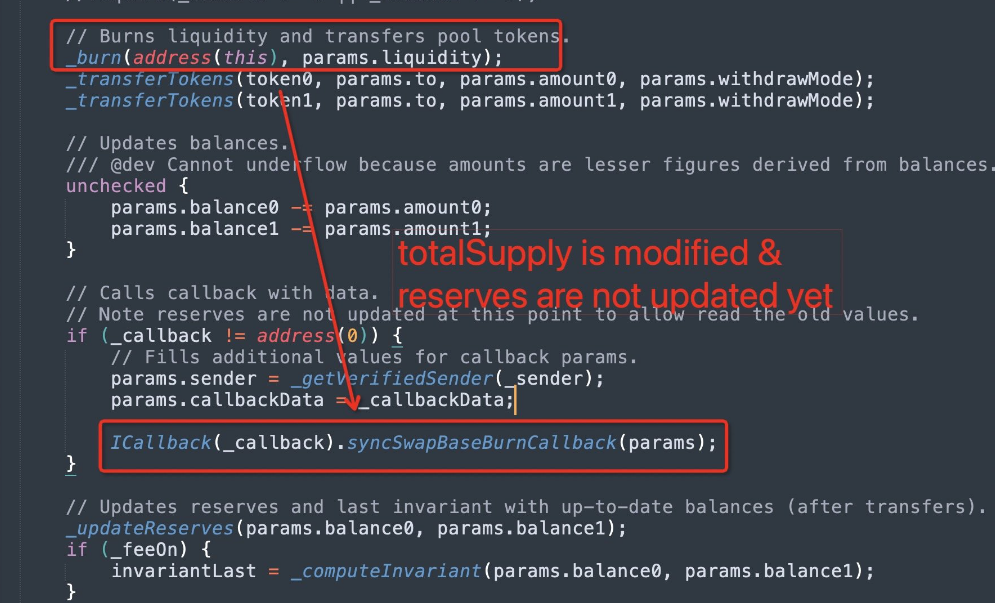 // Burns liquidity and transfers pool tokens.
_burn(address(this), params.liquidity);
_transferTokens(token0, params.to, params.amount0, params.withdrawMode);
_transferTokens(token1, params.to, params.amount1, params.withdrawMode);
// Updates balances.
/// @dev Cannot underflow because amounts are lesser figures derived from balances.
unchecked {
params.balance0 -= params.amount0;
params.balance1 -= params.amount1;
}
totalSupply is modified &
reserves are not updated yet
// Calls callback with data.
// Note reserves are not updated at this point to allow read the old values.
if (_callback != address(0)) {
// Fills additional values for callback params.
params.sender = _getVerifiedSender(_sender);
params.callbackData = _callbackData;
ICallback(_callback).syncSwapBaseBurnCallback(params);
}
// Updates reserves and last invariant with up-to-date balances (after transfers).
_updateReserves(params.balance0, params.balance1);
if (_feeOn) {
invariantLast = _computeInvariant(params.balance0, params.balance1);
}